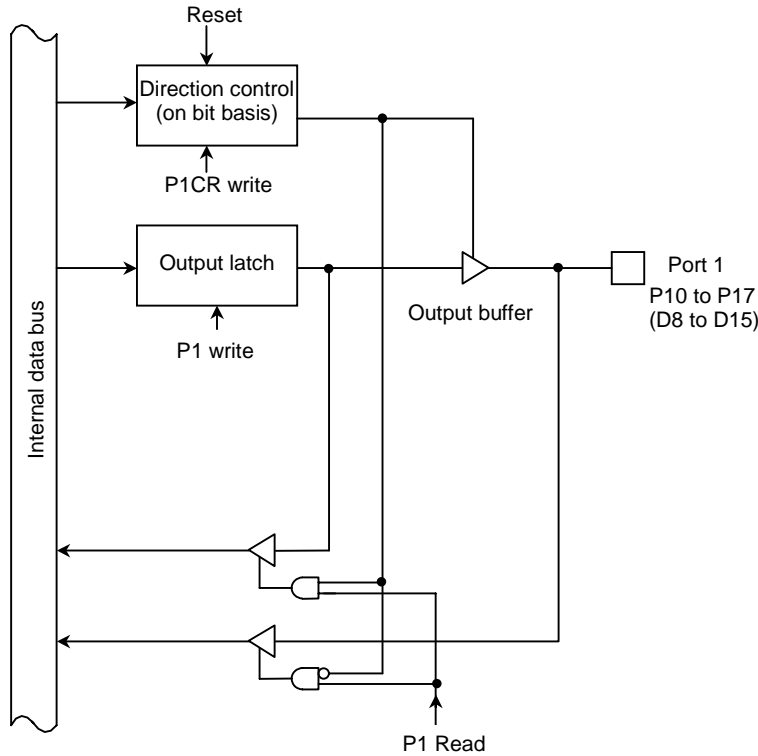 Reset
Direction control
(on bit basis)
P1CR write
Output latch
P1 write
Output buffer
Port 1
P10 to P17
(D8 to D15)
Internal data bus
P1 Read